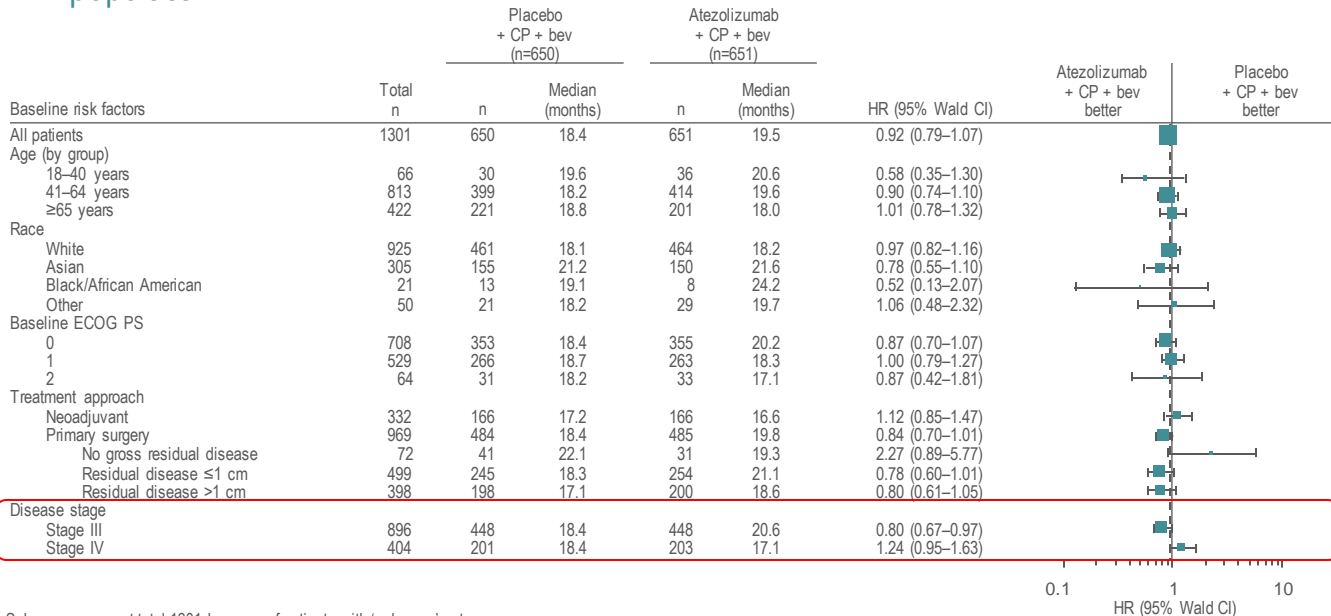 Placebo
+ CP + bev
(n=650)
Atezolizumab
+ CP + bev
(n=651)
Baseline risk factors Total n n Median (months) n Median (months) HR (95% Wald CI)
Atezolizumab
+ CP + bev
better
Placebo
+ CP + bev
better
All patients 1301 650 18.4 651 19.5 0.92 (0.79–1.07)
Age (by group)
18–40 years 66 30 19.6 36 20.6 0.58 (0.35–1.30)
41–64 years 813 399 18.2 414 19.6 0.90 (0.74–1.10)
≥65 years 422 221 18.8 201 18.0 1.01 (0.78–1.32)
Race
White 925 461 18.1 464 18.2 0.97 (0.82–1.16)
Asian 305 155 21.2 150 21.6 0.78 (0.55–1.10)
Black/African American 21 13 19.1 8 24.2 0.52 (0.13–2.07)
Other 50 21 18.2 29 19.7 1.06 (0.48–2.32)
Baseline ECOG PS
0 708 353 18.4 355 20.2 0.87 (0.70–1.07)
1 529 266 18.7 263 18.3 1.00 (0.79–1.27)
2 64 31 18.2 33 17.1 0.87 (0.42–1.81)
Treatment approach
Neoadjuvant 332 166 17.2 166 16.6 1.12 (0.85–1.47)
Primary surgery 969 484 18.4 485 19.8 0.84 (0.70–1.01)
No gross residual disease 72 41 22.1 31 19.3 2.27 (0.89–5.77)
Residual disease ≤1 cm 499 245 18.3 254 21.1 0.78 (0.60–1.01)
Residual disease >1 cm 398 198 17.1 200 18.6 0.80 (0.61–1.05)
Disease stage
Stage III 896 448 18.4 448 20.6 0.80 (0.67–0.97)
Stage IV 404 201 18.4 203 17.1 1.24 (0.95–1.63)
0.1 1 10
HR (95% Wald CI)